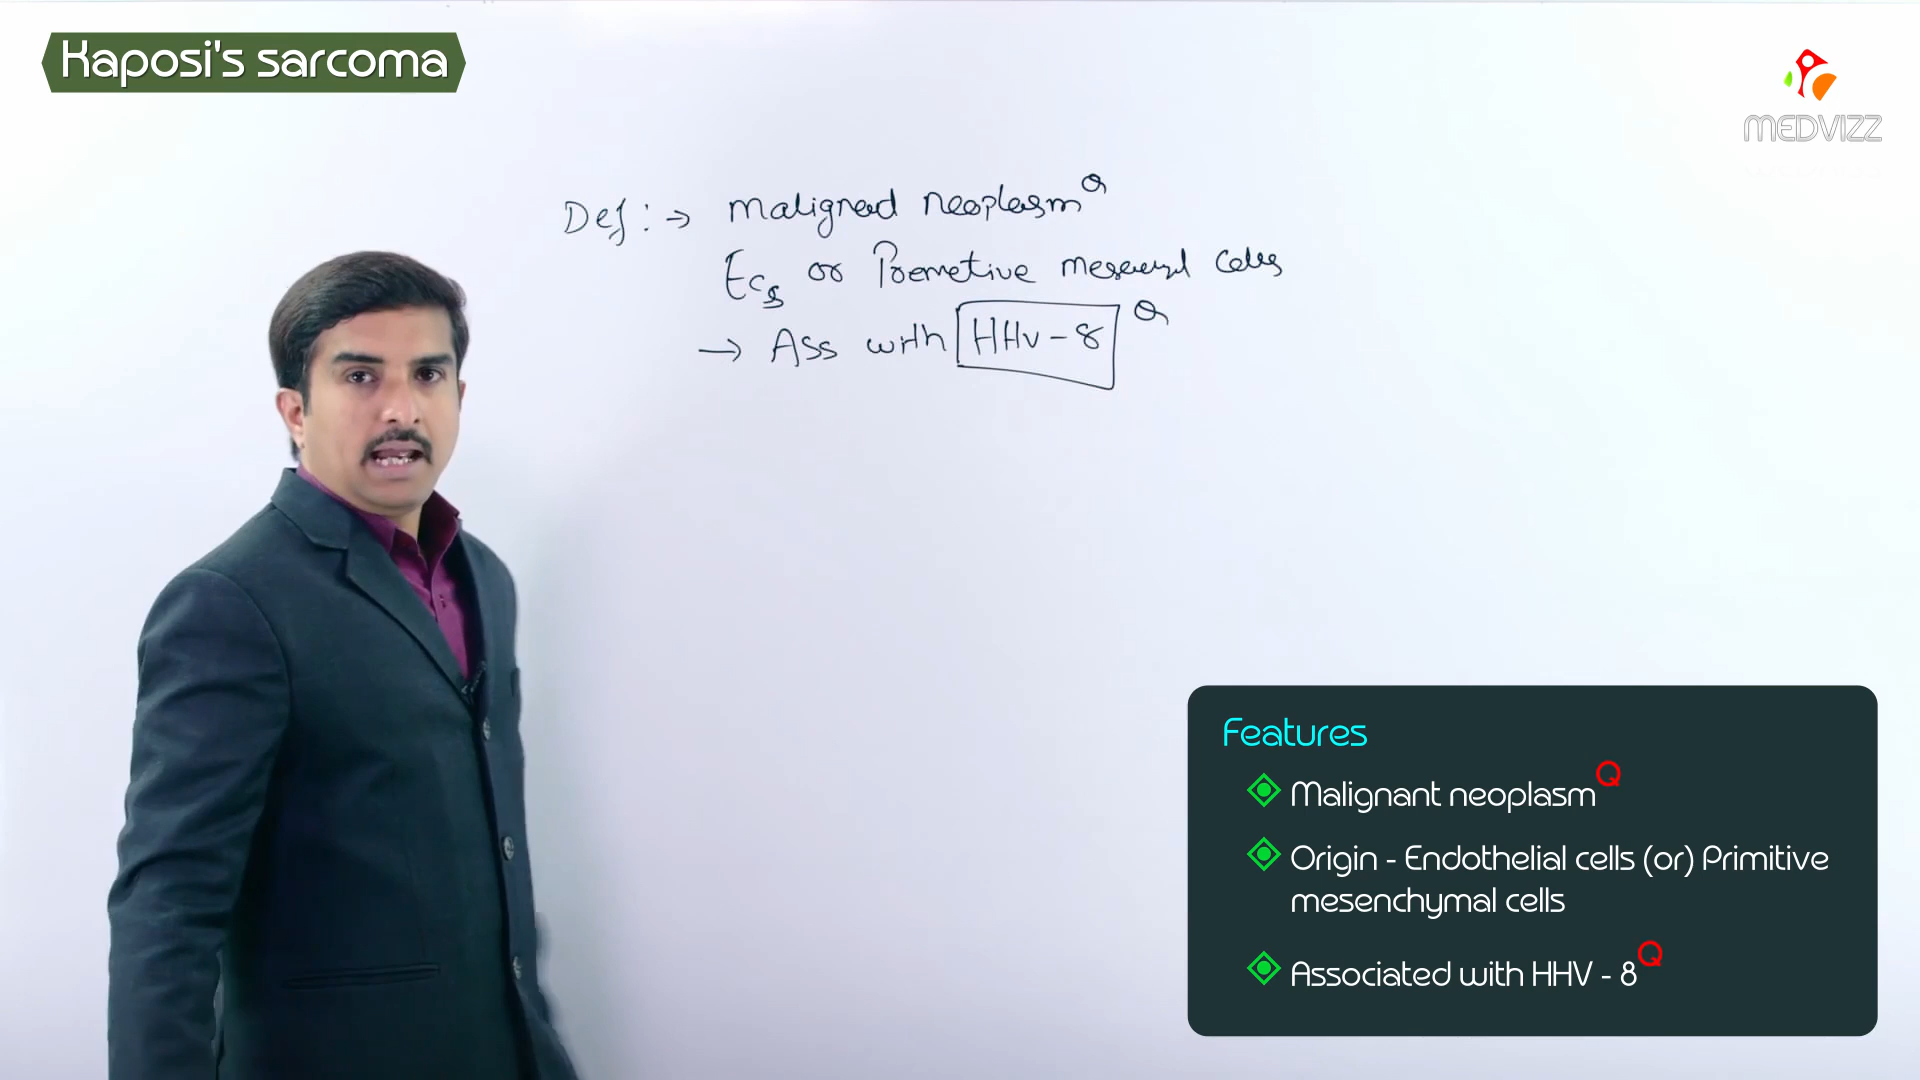 Kaposi's sarcoma
MEDVIZZ
Def : → malignant neoplasm Q
ECs or Primitive mesenchymal cells
→ Ass with HHV - 8 Q
Features
Malignant neoplasm Q
Origin - Endothelial cells (or) Primitive
mesenchymal cells
Associated with HHV - 8 Q